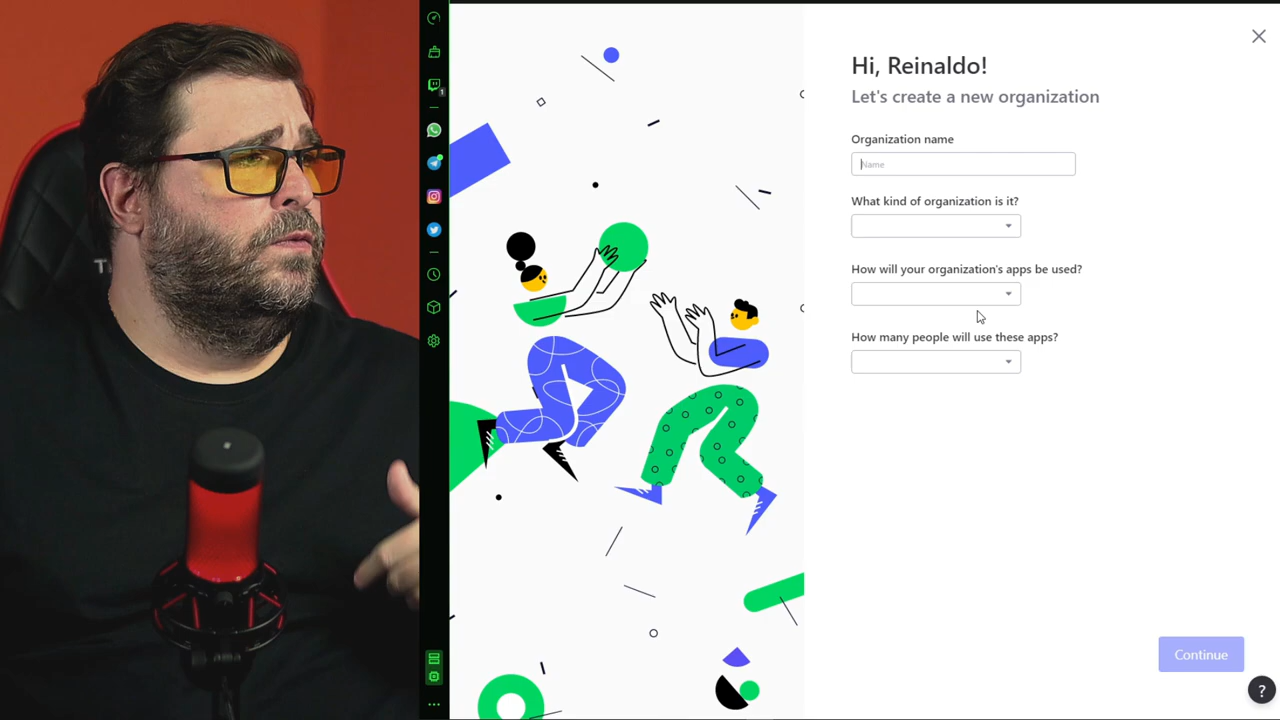 Hi, Reinaldo!
Let's create a new organization
Organization name
Name
What kind of organization is it?
How will your organization's apps be used?
How many people will use these apps?
Continue
?
1